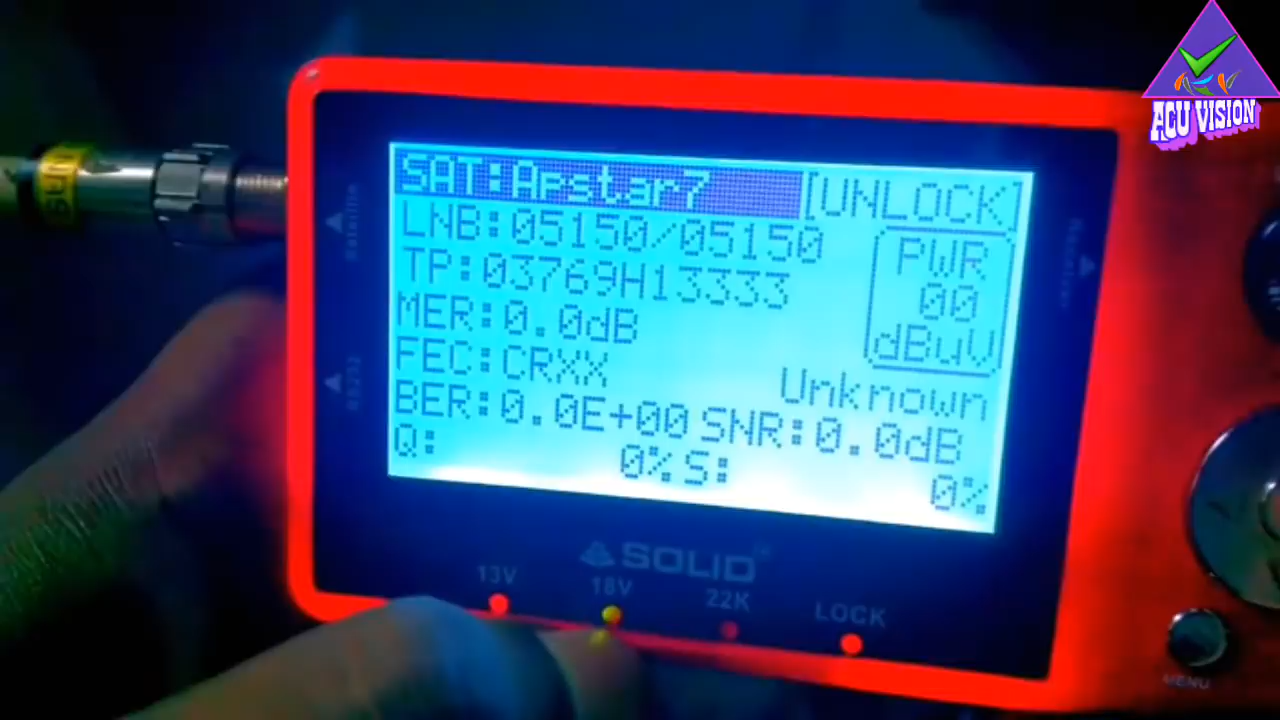 ACU VISION
SAT:Apstar7 [UNLOCK]
LNB:05150/05150
TP:03769H13333
PWR
00
dBuV
MER:0.0dB
FEC:CRXX
Unknown
BER:0.0E+00 SNR:0.0dB
Q: 0% S: 0%
SOLID
13V 18V 22K LOCK
MENU
RS232